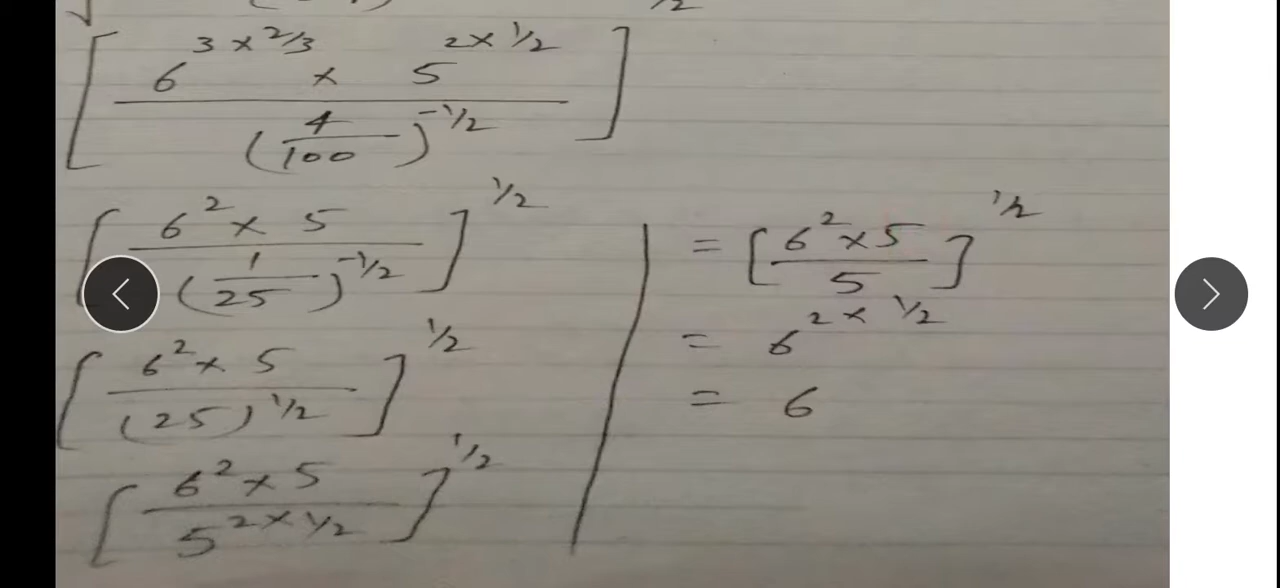 1/2
[ (6^(3 × 2/3) × 5^(2 × 1/2)) / (4/100)^(-1/2) ]
[ (6^2 × 5) / (1/25)^(-1/2) ]^(1/2)
[ (6^2 × 5) / (25)^(1/2) ]^(1/2)
[ (6^2 × 5) / 5^(2 × 1/2) ]^(1/2)
= [ (6^2 × 5) / 5 ]^(1/2)
= 6^(2 × 1/2)
= 6